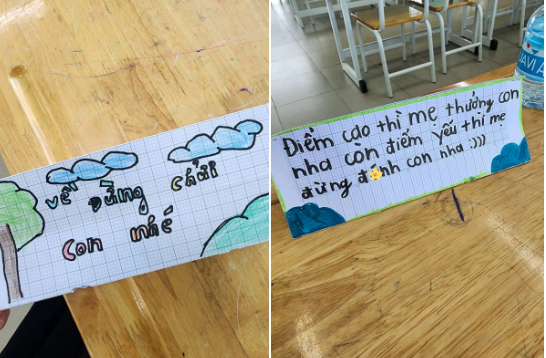 về đừng chửi
con nhé
Điểm cao thì mẹ thưởng con
nha còn điểm yếu thì mẹ
đừng đánh con nha :)))